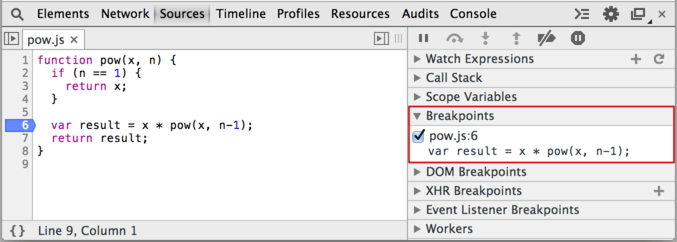 Elements Network Sources Timeline Profiles Resources Audits Console
pow.js ×
1 function pow(x, n) {
2   if (n == 1) {
3     return x;
4   }
5
6   var result = x * pow(x, n-1);
7   return result;
8 }
9
{ } Line 9, Column 1
Watch Expressions
Call Stack
Scope Variables
Breakpoints
pow.js:6
var result = x * pow(x, n-1);
DOM Breakpoints
XHR Breakpoints
Event Listener Breakpoints
Workers